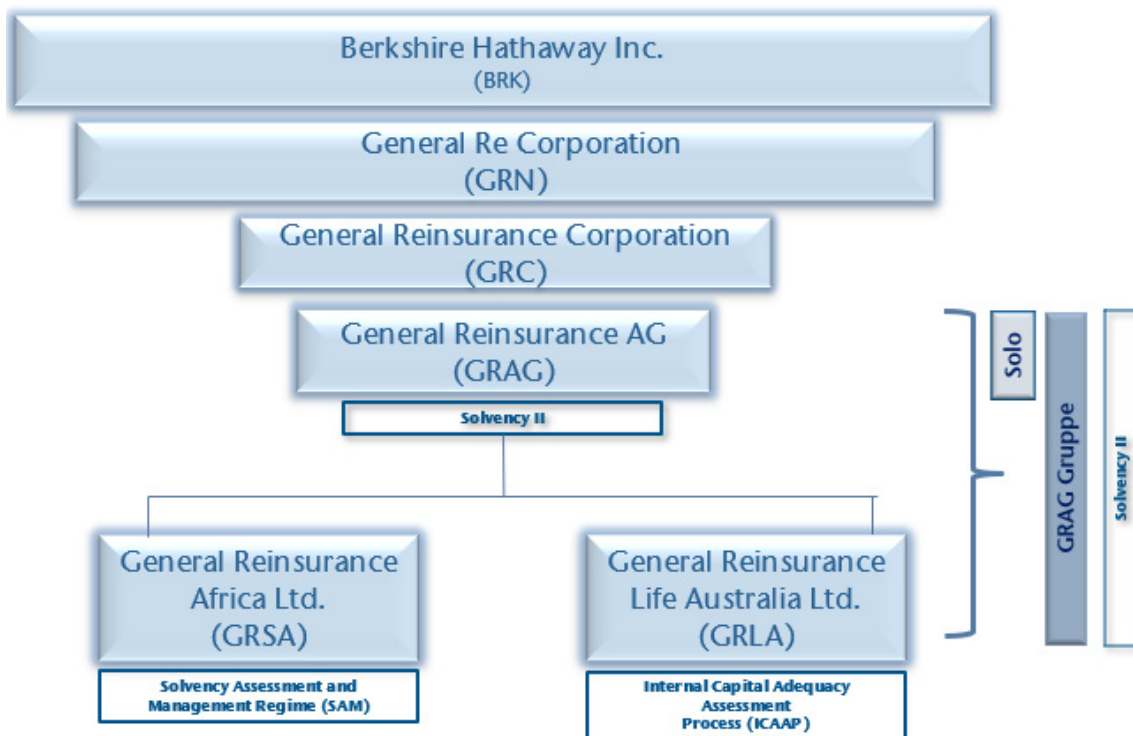 Berkshire Hathaway Inc.
(BRK)
General Re Corporation
(GRN)
General Reinsurance Corporation
(GRC)
General Reinsurance AG
(GRAG)
Solvency II
General Reinsurance
Africa Ltd.
(GRSA)
Solvency Assessment and
Management Regime (SAM)
General Reinsurance
Life Australia Ltd.
(GRLA)
Internal Capital Adequacy
Assessment
Process (ICAAP)
Solo
GRAG Gruppe
Solvency II